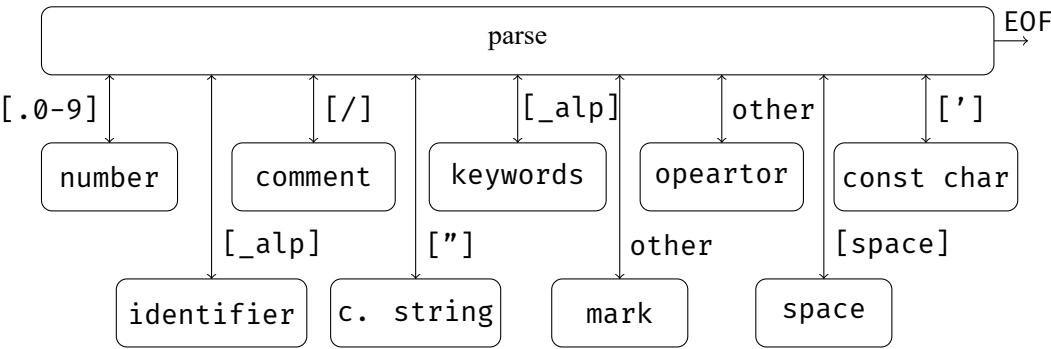 parse
EOF
[.0-9]
[/]
[_alp]
other
[']
number
comment
keywords
opeartor
const char
[_alp]
["]
other
[space]
identifier
c. string
mark
space